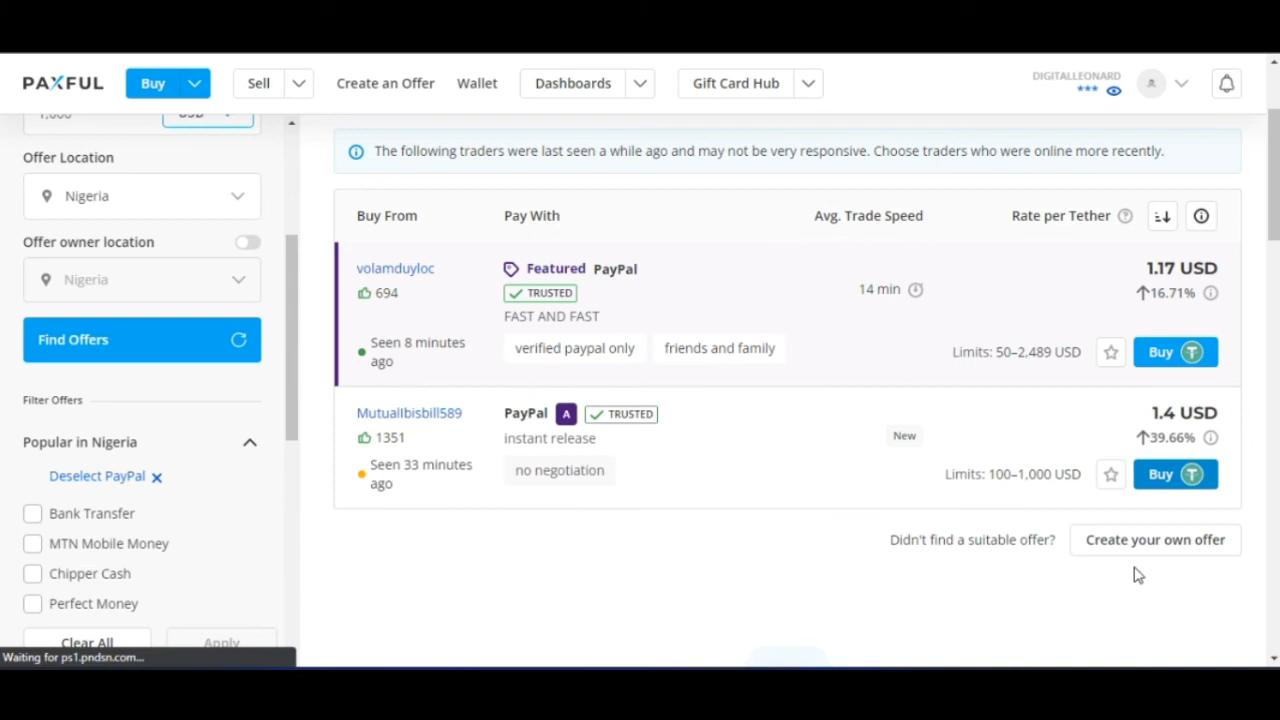 PAXFUL
Buy
Sell
Create an Offer
Wallet
Dashboards
Gift Card Hub
DIGITALLEONARD
***
1,000
USD
Offer Location
Nigeria
Offer owner location
Nigeria
Find Offers
Filter Offers
Popular in Nigeria
Deselect PayPal ×
Bank Transfer
MTN Mobile Money
Chipper Cash
Perfect Money
Clear All
Apply
Waiting for ps1.pndsn.com...
The following traders were last seen a while ago and may not be very responsive. Choose traders who were online more recently.
Buy From
Pay With
Avg. Trade Speed
Rate per Tether
volamduyloc
694
Seen 8 minutes
ago
Featured PayPal
TRUSTED
FAST AND FAST
verified paypal only
friends and family
14 min
1.17 USD
↑16.71%
Limits: 50–2,489 USD
Buy
MutualIbisbill589
1351
Seen 33 minutes
ago
PayPal A TRUSTED
instant release
no negotiation
New
1.4 USD
↑39.66%
Limits: 100–1,000 USD
Buy
Didn't find a suitable offer?
Create your own offer